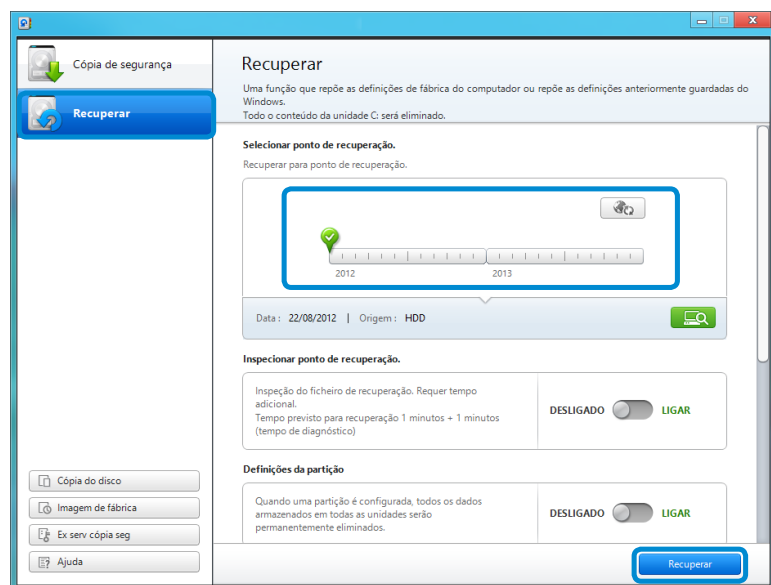 Cópia de segurança
Recuperar
Cópia do disco
Imagem de fábrica
Ex serv cópia seg
Ajuda
Recuperar
Uma função que repõe as definições de fábrica do computador ou repõe as definições anteriormente guardadas do
Windows.
Todo o conteúdo da unidade C: será eliminado.
Selecionar ponto de recuperação.
Recuperar para ponto de recuperação.
2012 2013
Data : 22/08/2012 | Origem : HDD
Inspecionar ponto de recuperação.
Inspeção do ficheiro de recuperação. Requer tempo
adicional.
Tempo previsto para recuperação 1 minutos + 1 minutos
(tempo de diagnóstico)
DESLIGADO LIGAR
Definições da partição
Quando uma partição é configurada, todos os dados
armazenados em todas as unidades serão
permanentemente eliminados.
DESLIGADO LIGAR
Recuperar